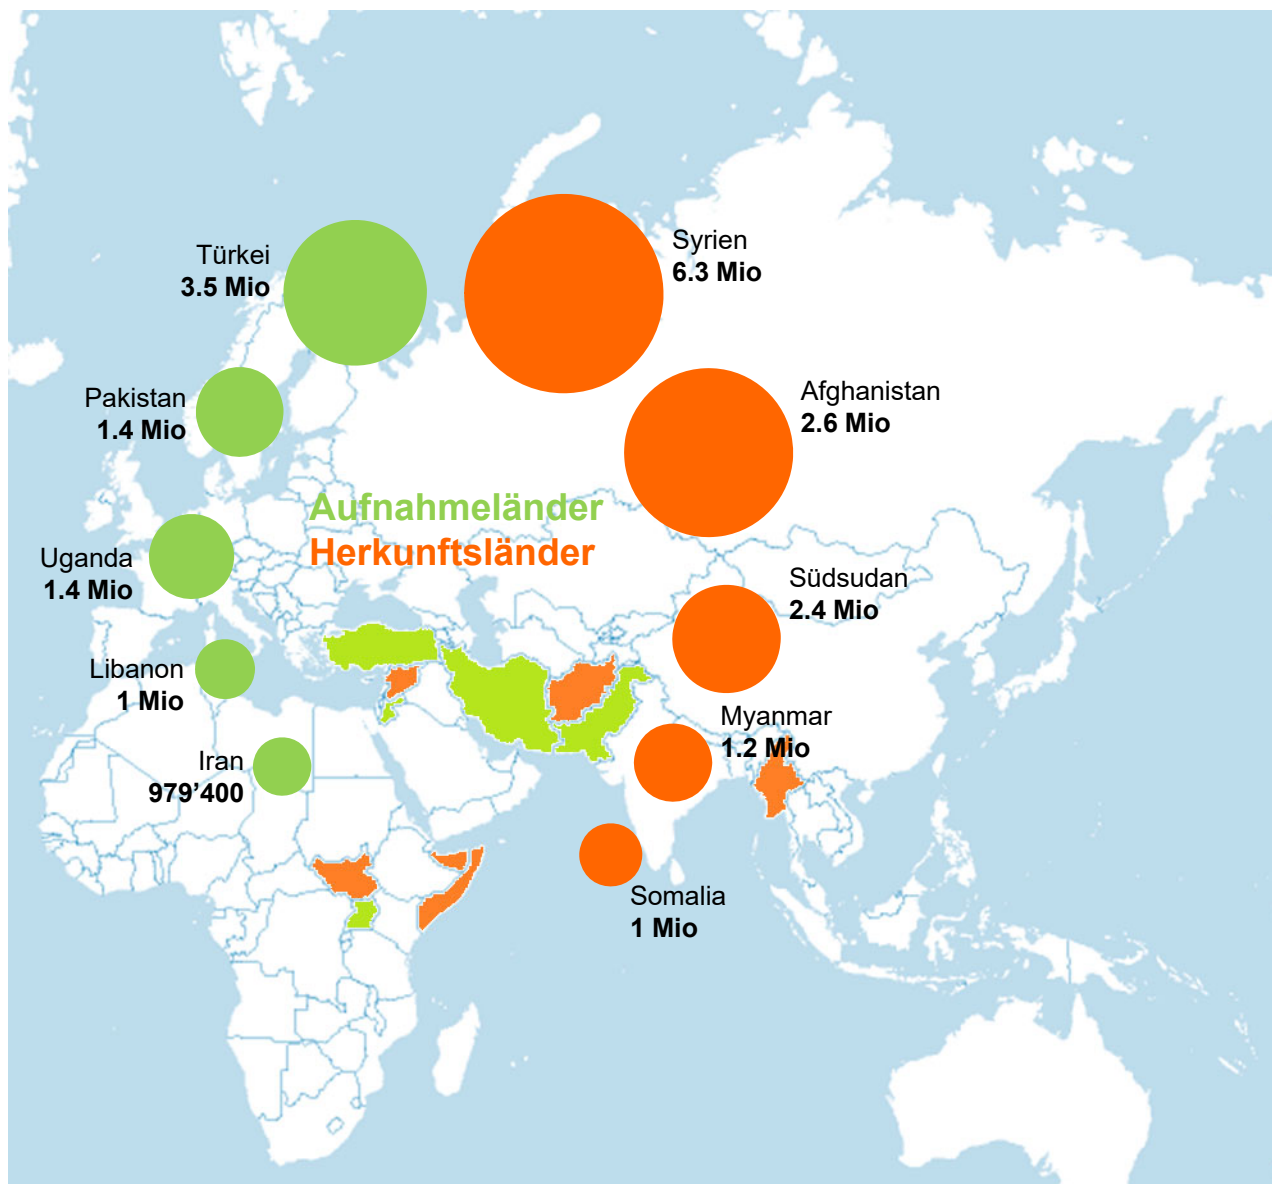 Türkei
3.5 Mio
Pakistan
1.4 Mio
Uganda
1.4 Mio
Libanon
1 Mio
Iran
979’400
Aufnahmeländer
Herkunftsländer
Syrien
6.3 Mio
Afghanistan
2.6 Mio
Südsudan
2.4 Mio
Myanmar
1.2 Mio
Somalia
1 Mio